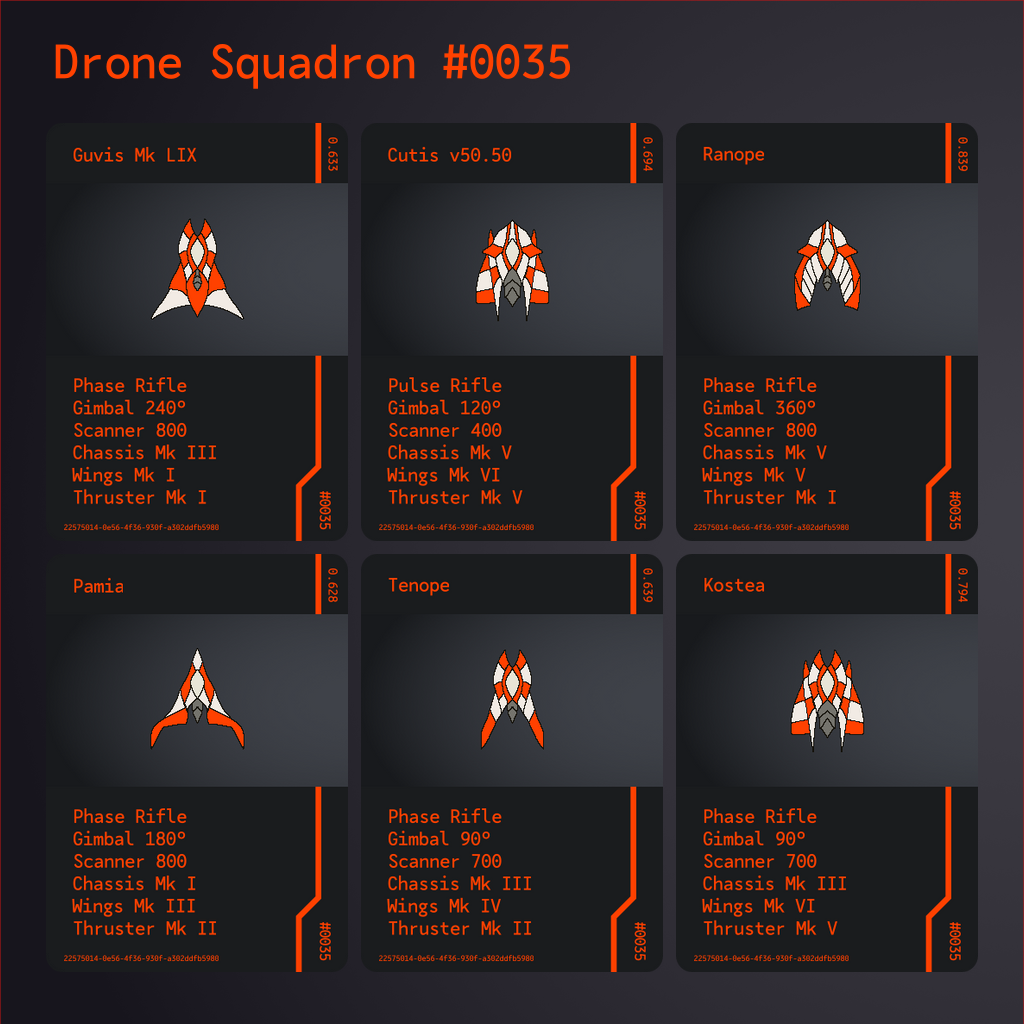 Drone Squadron #0035
Guvis Mk LIX
0.633
Phase Rifle
Gimbal 240º
Scanner 800
Chassis Mk III
Wings Mk I
Thruster Mk I
#0035
22575014-0e56-4f36-930f-a302ddfb5980
Cutis v50.50
0.694
Pulse Rifle
Gimbal 120º
Scanner 400
Chassis Mk V
Wings Mk VI
Thruster Mk V
#0035
22575014-0e56-4f36-930f-a302ddfb5980
Ranope
0.839
Phase Rifle
Gimbal 360º
Scanner 800
Chassis Mk V
Wings Mk V
Thruster Mk I
#0035
22575014-0e56-4f36-930f-a302ddfb5980
Pamia
0.628
Phase Rifle
Gimbal 180º
Scanner 800
Chassis Mk I
Wings Mk III
Thruster Mk II
#0035
22575014-0e56-4f36-930f-a302ddfb5980
Tenope
0.639
Phase Rifle
Gimbal 90º
Scanner 700
Chassis Mk III
Wings Mk IV
Thruster Mk II
#0035
22575014-0e56-4f36-930f-a302ddfb5980
Kostea
0.794
Phase Rifle
Gimbal 90º
Scanner 700
Chassis Mk III
Wings Mk VI
Thruster Mk V
#0035
22575014-0e56-4f36-930f-a302ddfb5980